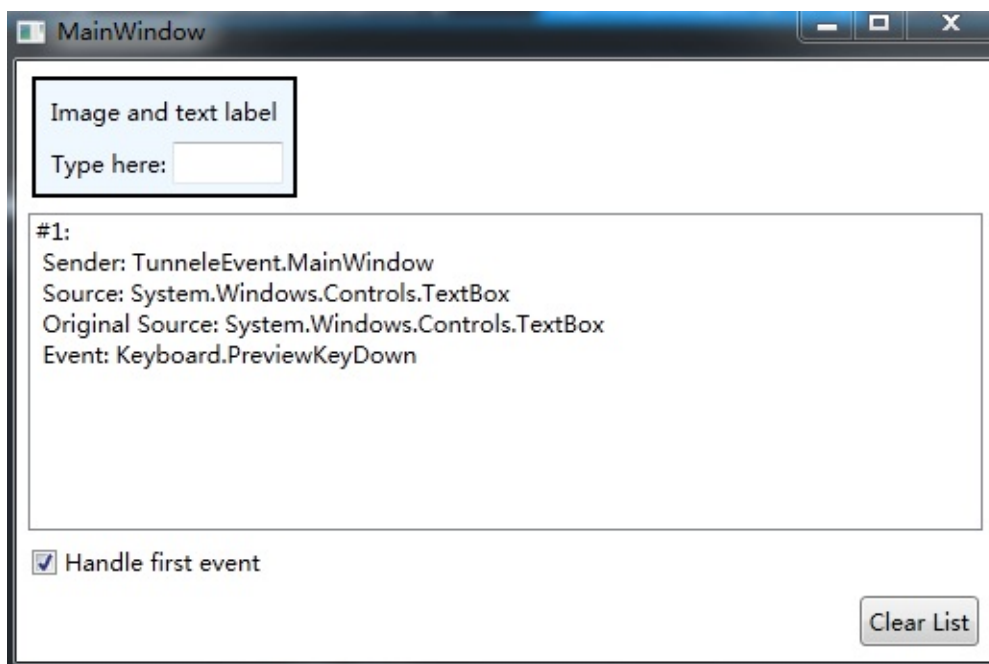 MainWindow
Image and text label
Type here:
#1:
Sender: TunneleEvent.MainWindow
Source: System.Windows.Controls.TextBox
Original Source: System.Windows.Controls.TextBox
Event: Keyboard.PreviewKeyDown
Handle first event
Clear List